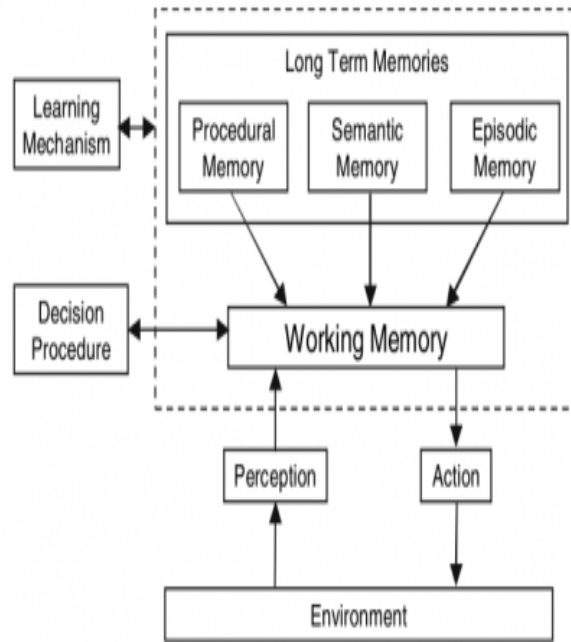 Long Term Memories
Learning
Mechanism
Procedural
Memory
Semantic
Memory
Episodic
Memory
Decision
Procedure
Working Memory
Perception
Action
Environment